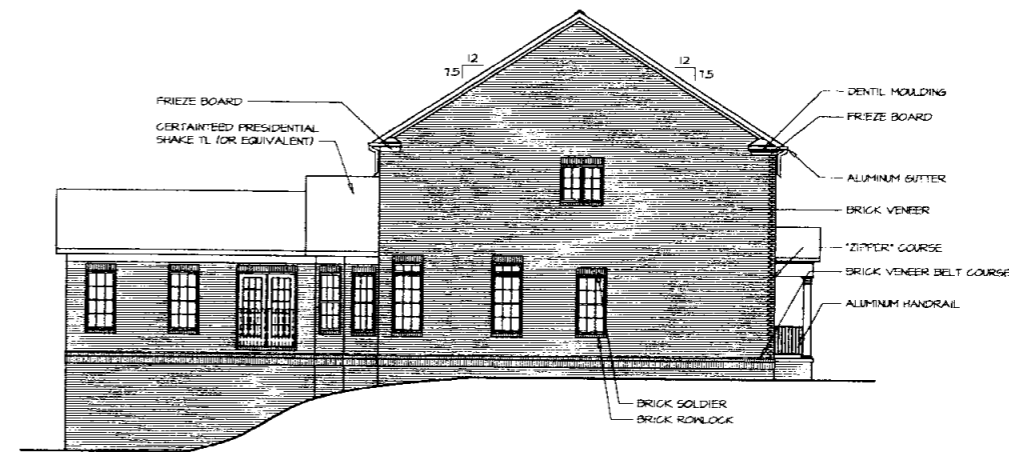 12
7.5
12
7.5
FRIEZE BOARD
CERTAINTEED PRESIDENTIAL
SHAKE TL (OR EQUIVALENT)
DENTIL MOULDING
FRIEZE BOARD
ALUMINUM GUTTER
BRICK VENEER
"ZIPPER" COURSE
BRICK VENEER BELT COURSE
ALUMINUM HANDRAIL
BRICK SOLDIER
BRICK ROWLOCK